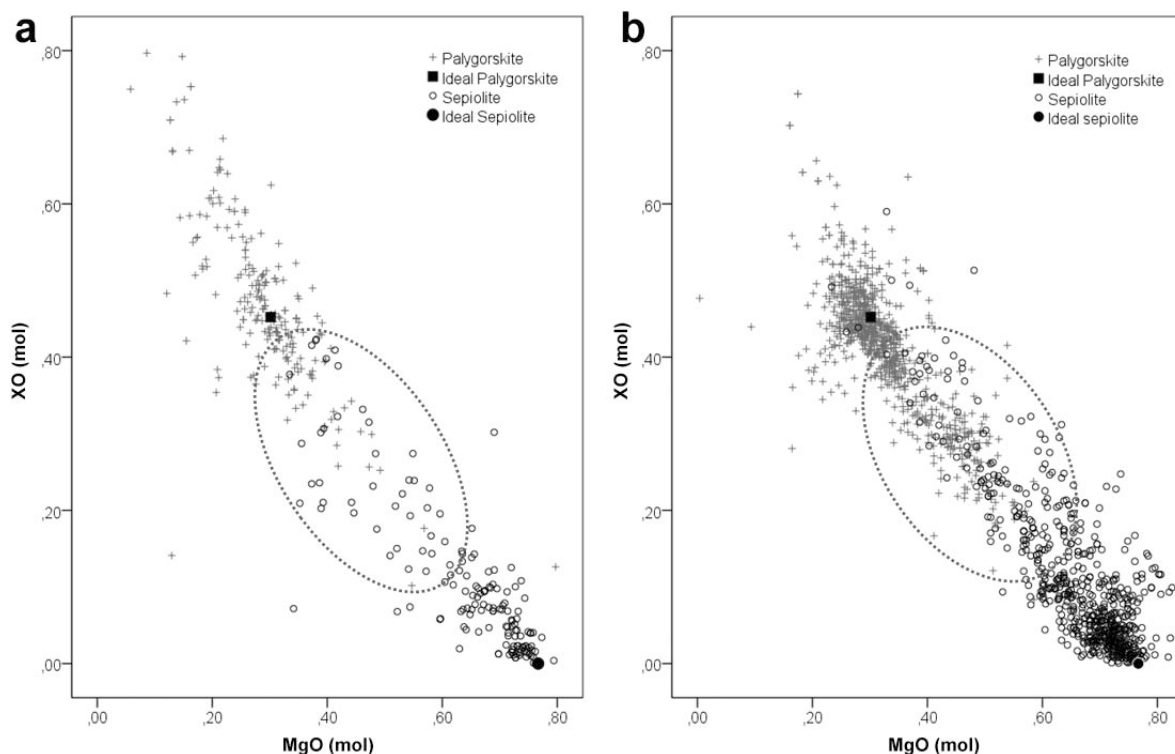 a
Palygorskite
Ideal Palygorskite
Sepiolite
Ideal Sepiolite
,80
,60
,40
,20
,00
XO (mol)
,00 ,20 ,40 ,60 ,80
MgO (mol)
b
Palygorskite
Ideal Palygorskite
Sepiolite
Ideal sepiolite
,80
,60
,40
,20
,00
XO (mol)
,00 ,20 ,40 ,60 ,80
MgO (mol)